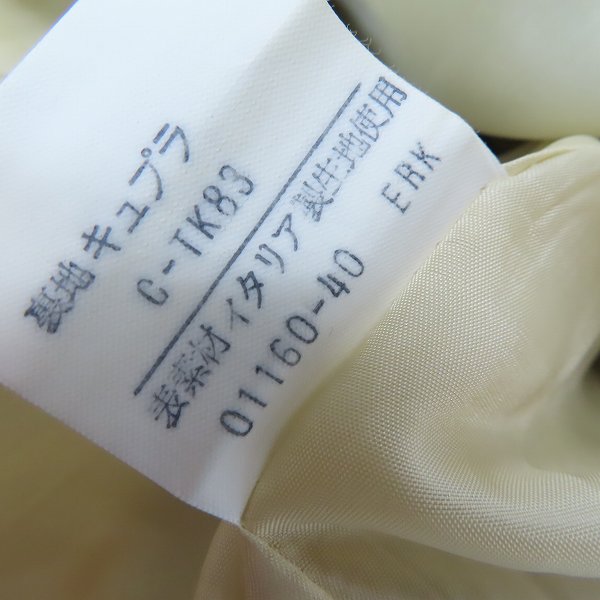 裏地 キュプラ
C-TK83
表素材イタリア製生地使用
01160-40 ERK